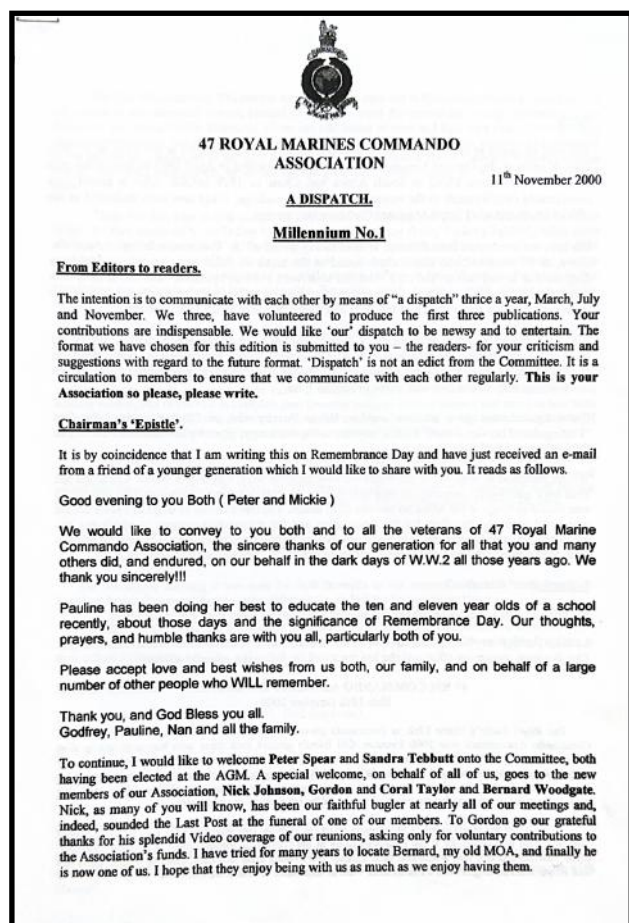 47 ROYAL MARINES COMMANDO
ASSOCIATION
11th November 2000
A DISPATCH.
Millennium No.1
From Editors to readers.
The intention is to communicate with each other by means of "a dispatch" thrice a year, March, July
and November. We three, have volunteered to produce the first three publications. Your
contributions are indispensable. We would like 'our' dispatch to be newsy and to entertain. The
format we have chosen for this edition is submitted to you – the readers- for your criticism and
suggestions with regard to the future format. 'Dispatch' is not an edict from the Committee. It is a
circulation to members to ensure that we communicate with each other regularly. This is your
Association so please, please write.
Chairman's 'Epistle'.
It is by coincidence that I am writing this on Remembrance Day and have just received an e-mail
from a friend of a younger generation which I would like to share with you. It reads as follows.
Good evening to you Both ( Peter and Mickie )
We would like to convey to you both and to all the veterans of 47 Royal Marine
Commando Association, the sincere thanks of our generation for all that you and many
others did, and endured, on our behalf in the dark days of W.W.2 all those years ago. We
thank you sincerely!!!
Pauline has been doing her best to educate the ten and eleven year olds of a school
recently, about those days and the significance of Remembrance Day. Our thoughts,
prayers, and humble thanks are with you all, particularly both of you.
Please accept love and best wishes from us both, our family, and on behalf of a large
number of other people who WILL remember.
Thank you, and God Bless you all.
Godfrey, Pauline, Nan and all the family.
To continue, I would like to welcome Peter Spear and Sandra Tebbutt onto the Committee, both
having been elected at the AGM. A special welcome, on behalf of all of us, goes to the new
members of our Association, Nick Johnson, Gordon and Coral Taylor and Bernard Woodgate.
Nick, as many of you will know, has been our faithful bugler at nearly all of our meetings and,
indeed, sounded the Last Post at the funeral of one of our members. To Gordon go our grateful
thanks for his splendid Video coverage of our reunions, asking only for voluntary contributions to
the Association's funds. I have tried for many years to locate Bernard, my old MOA, and finally he
is now one of us. I hope that they enjoy being with us as much as we enjoy having them.